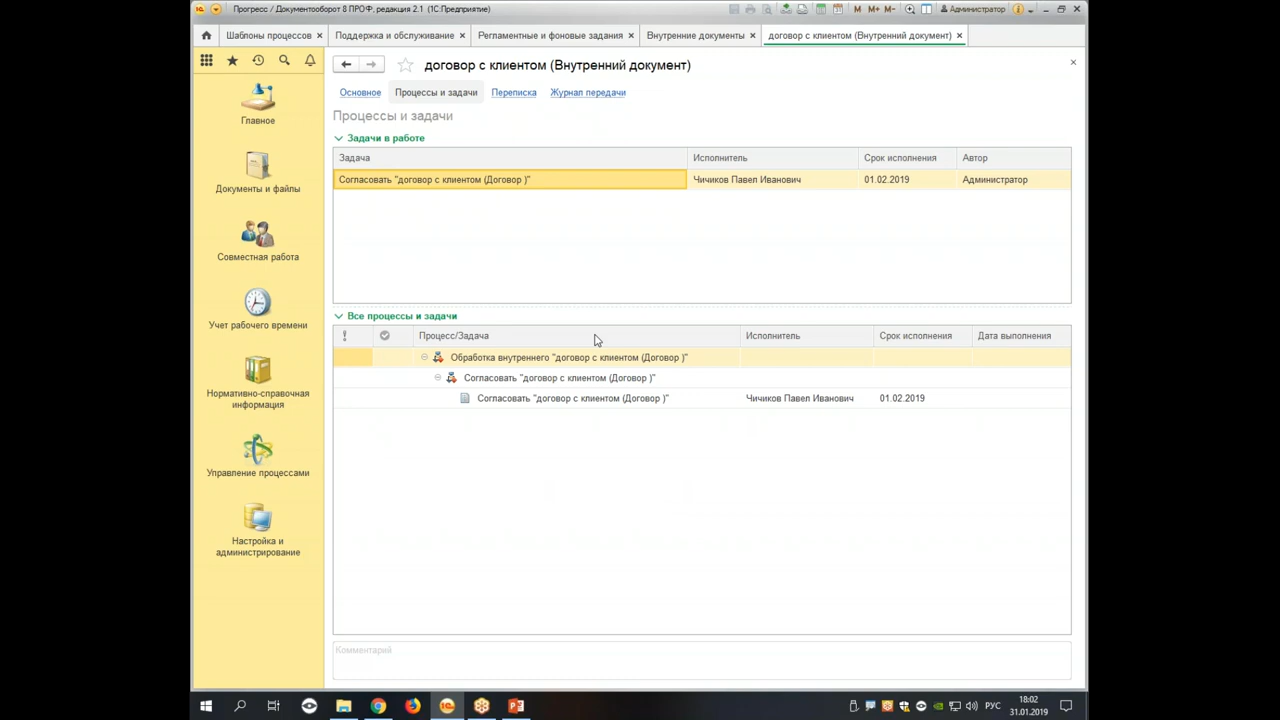 Прогресс / Документооборот 8 ПРОФ, редакция 2.1 (1С:Предприятие)
M M+ M- Администратор
Шаблоны процессов × Поддержка и обслуживание × Регламентные и фоновые задания × Внутренние документы × договор с клиентом (Внутренний документ) ×
договор с клиентом (Внутренний документ)
Основное Процессы и задачи Переписка Журнал передачи
Процессы и задачи
Задачи в работе
Задача Исполнитель Срок исполнения Автор
Согласовать "договор с клиентом (Договор )" Чичиков Павел Иванович 01.02.2019 Администратор
Все процессы и задачи
! Процесс/Задача Исполнитель Срок исполнения Дата выполнения
Обработка внутреннего "договор с клиентом (Договор )"
Согласовать "договор с клиентом (Договор )"
Согласовать "договор с клиентом (Договор )" Чичиков Павел Иванович 01.02.2019
Комментарий
Главное
Документы и файлы
Совместная работа
Учет рабочего времени
Нормативно-справочная
информация
Управление процессами
Настройка и
администрирование
РУС
18:02
31.01.2019